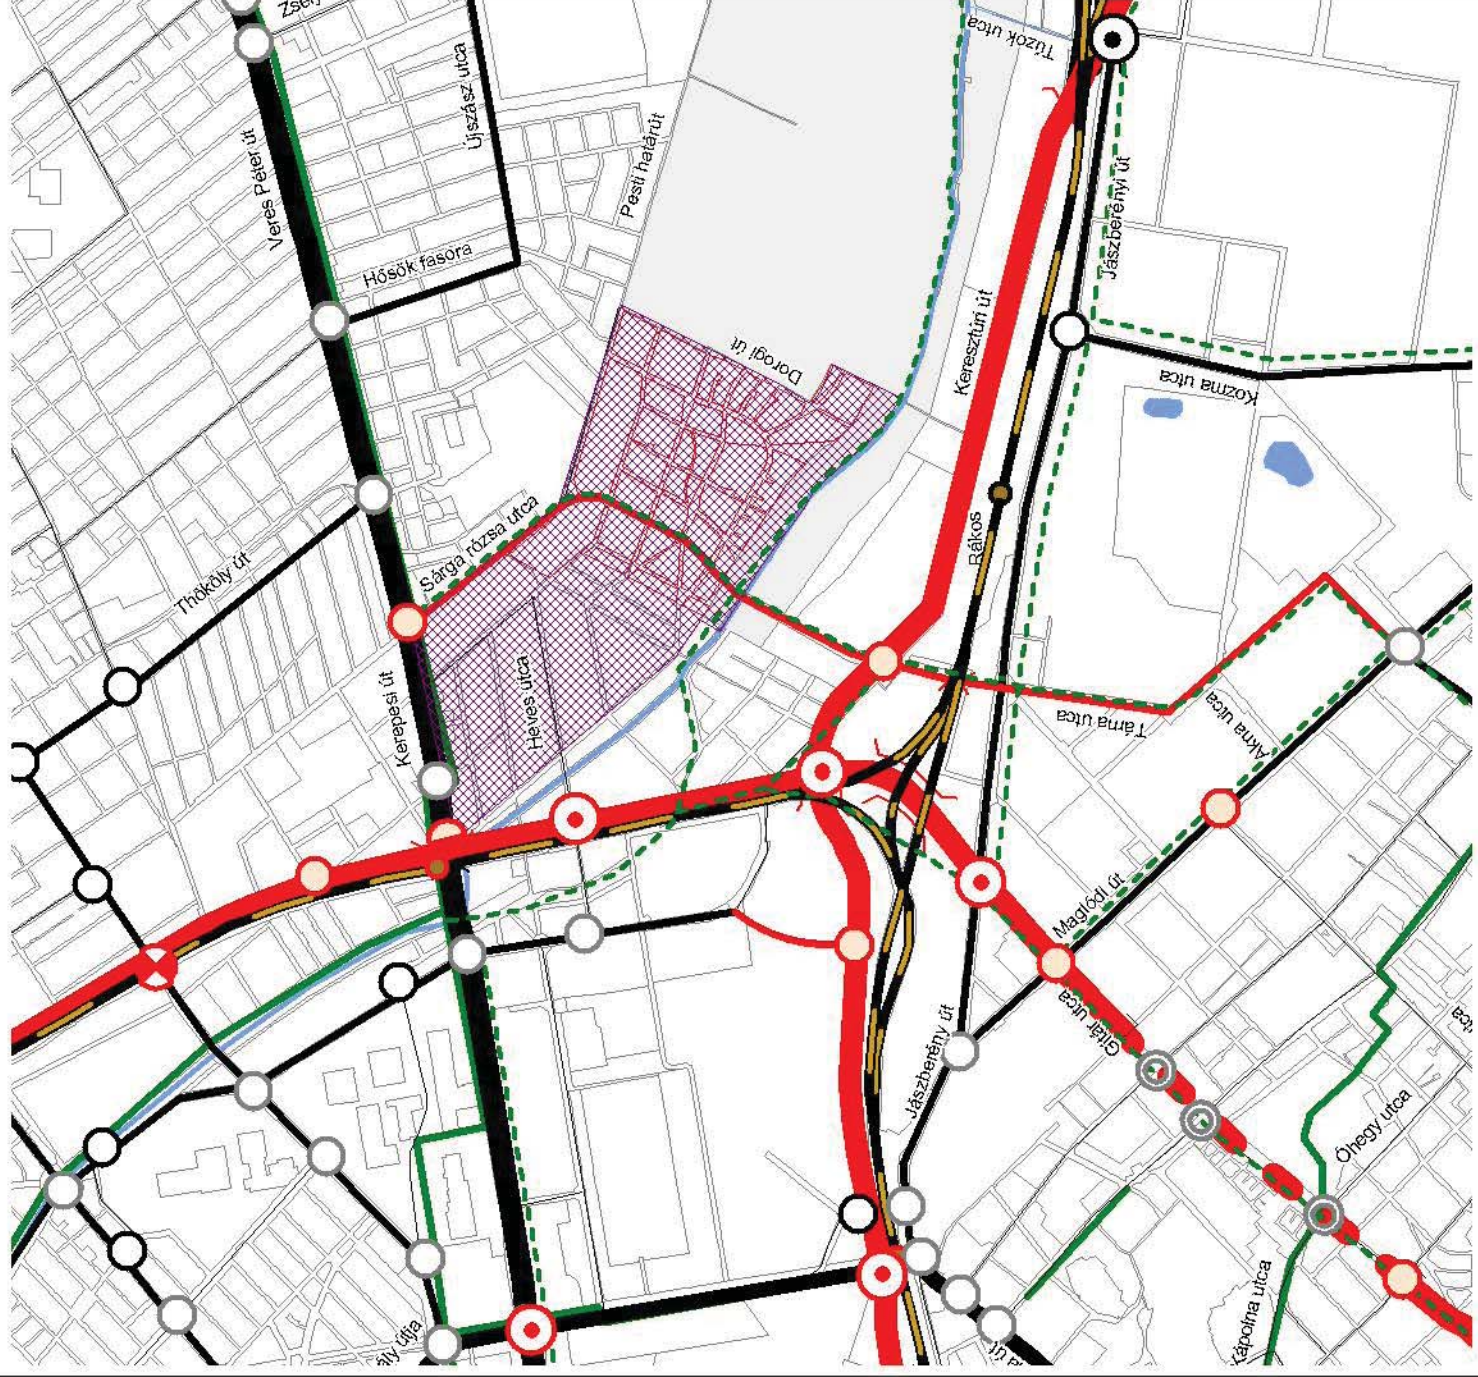 Tűzok utca
Újszász utca
Veres Péter út
Pesti határút
Jászberényi út
Hősök fasora
Keresztúri út
Dorogi út
Kozma utca
Sárga rózsa utca
Rákos
Thököly út
Heves utca
Kerepesi út
Tárna utca
Akna utca
Maglódi út
Gitár utca
Jászberény út
Óhegy utca
Kápolna utca